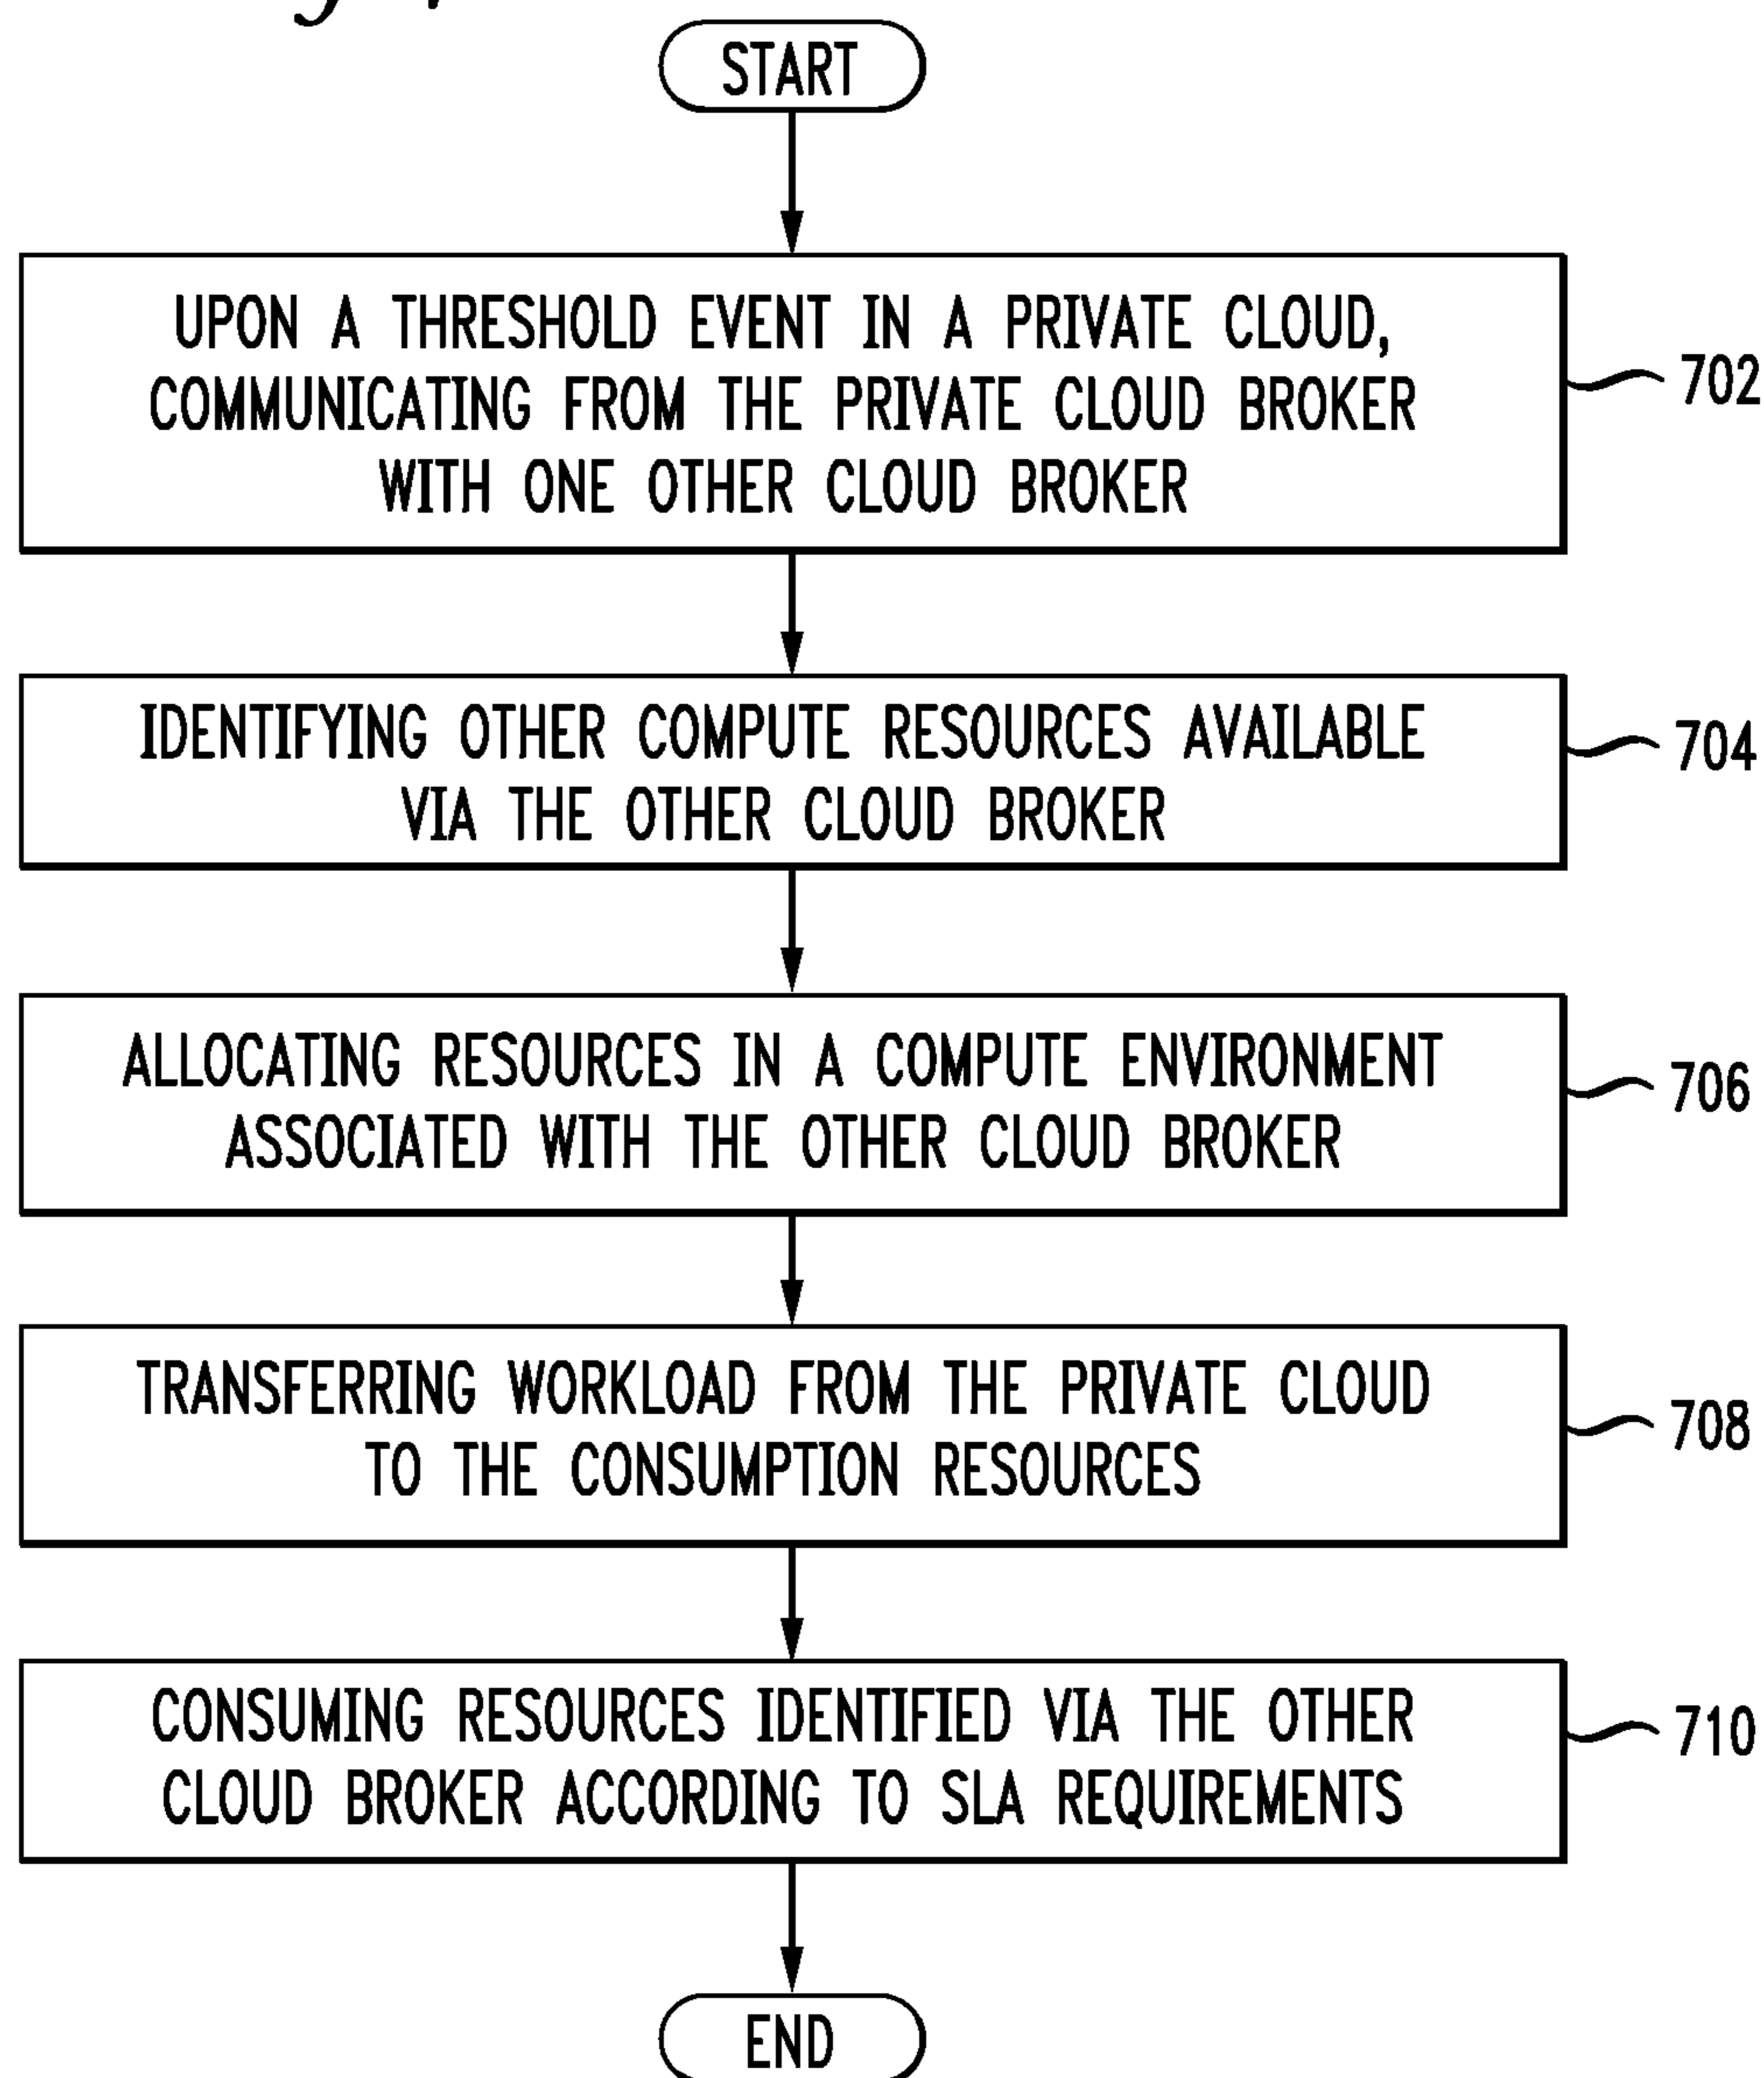 START
UPON A THRESHOLD EVENT IN A PRIVATE CLOUD,
COMMUNICATING FROM THE PRIVATE CLOUD BROKER
WITH ONE OTHER CLOUD BROKER
702
IDENTIFYING OTHER COMPUTE RESOURCES AVAILABLE
VIA THE OTHER CLOUD BROKER
704
ALLOCATING RESOURCES IN A COMPUTE ENVIRONMENT
ASSOCIATED WITH THE OTHER CLOUD BROKER
706
TRANSFERRING WORKLOAD FROM THE PRIVATE CLOUD
TO THE CONSUMPTION RESOURCES
708
CONSUMING RESOURCES IDENTIFIED VIA THE OTHER
CLOUD BROKER ACCORDING TO SLA REQUIREMENTS
710
END